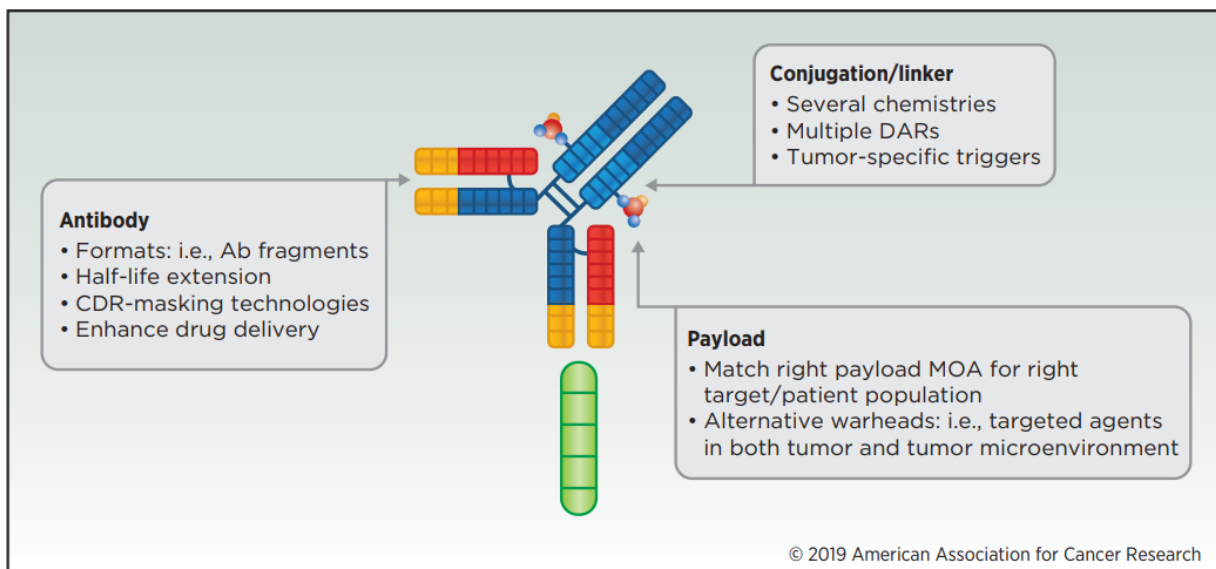 Conjugation/linker
• Several chemistries
• Multiple DARs
• Tumor-specific triggers
Antibody
• Formats: i.e., Ab fragments
• Half-life extension
• CDR-masking technologies
• Enhance drug delivery
Payload
• Match right payload MOA for right
target/patient population
• Alternative warheads: i.e., targeted agents
in both tumor and tumor microenvironment
© 2019 American Association for Cancer Research